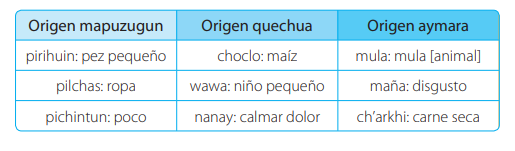 Origen mapuzugun Origen quechua Origen aymara
pirihuin: pez pequeño choclo: maíz mula: mula [animal]
pilchas: ropa wawa: niño pequeño maña: disgusto
pichintun: poco nanay: calmar dolor ch’arkhi: carne seca